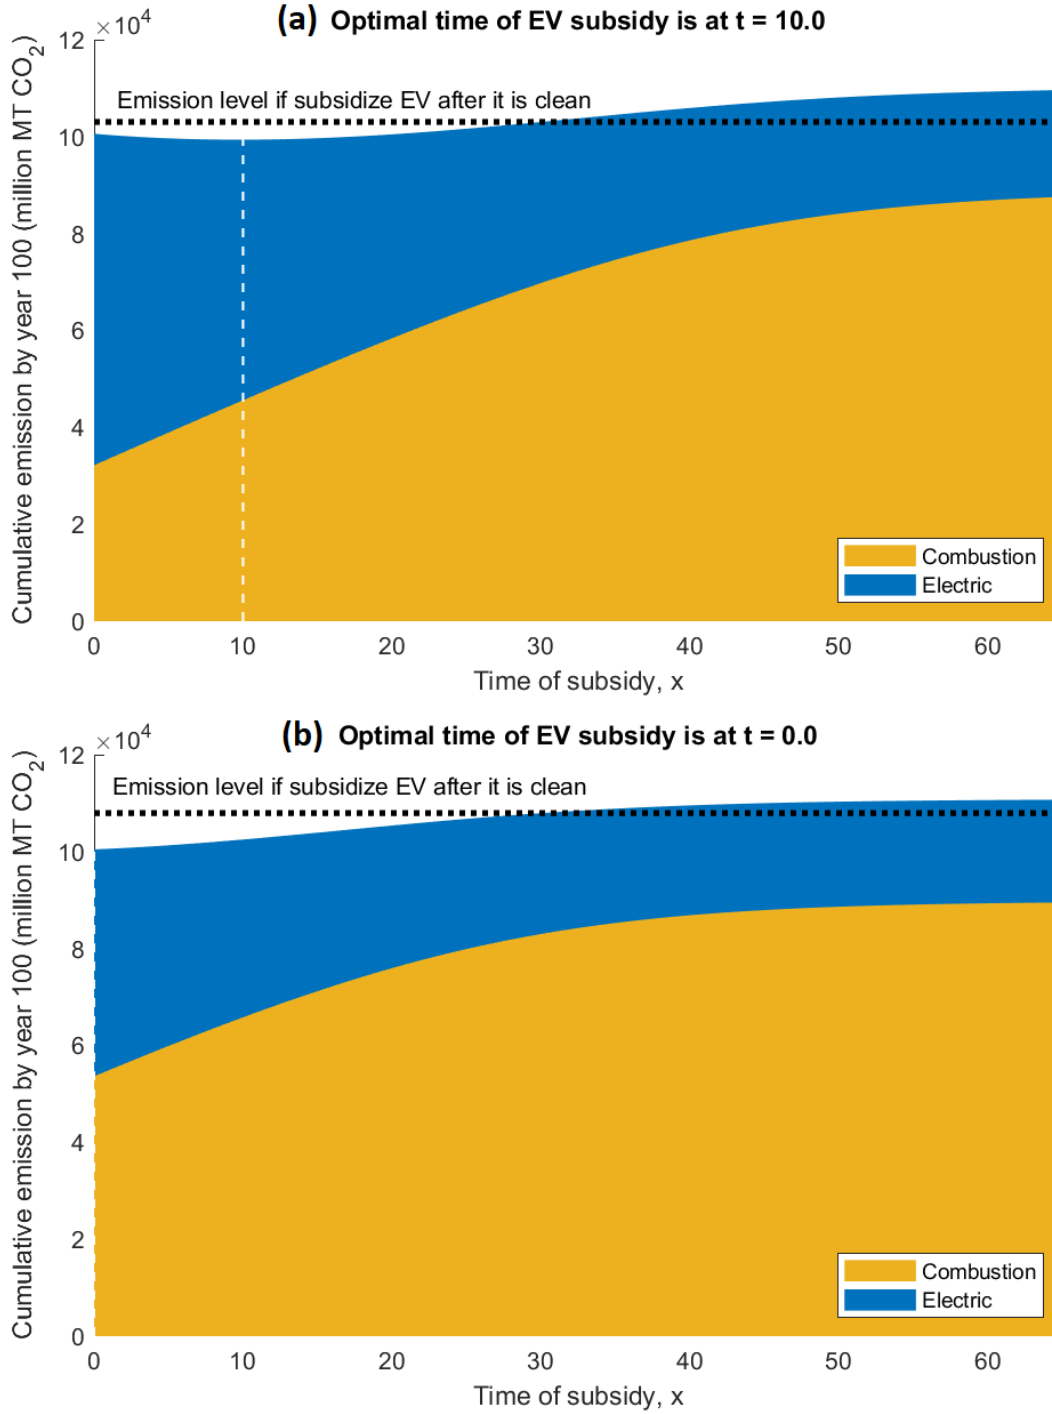 (a) Optimal time of EV subsidy is at t = 10.0
×10⁴
12
10
8
6
4
2
0
Cumulative emission by year 100 (million MT CO₂)
Emission level if subsidize EV after it is clean
Combustion
Electric
0 10 20 30 40 50 60
Time of subsidy, x
(b) Optimal time of EV subsidy is at t = 0.0
×10⁴
12
10
8
6
4
2
0
Cumulative emission by year 100 (million MT CO₂)
Emission level if subsidize EV after it is clean
Combustion
Electric
0 10 20 30 40 50 60
Time of subsidy, x